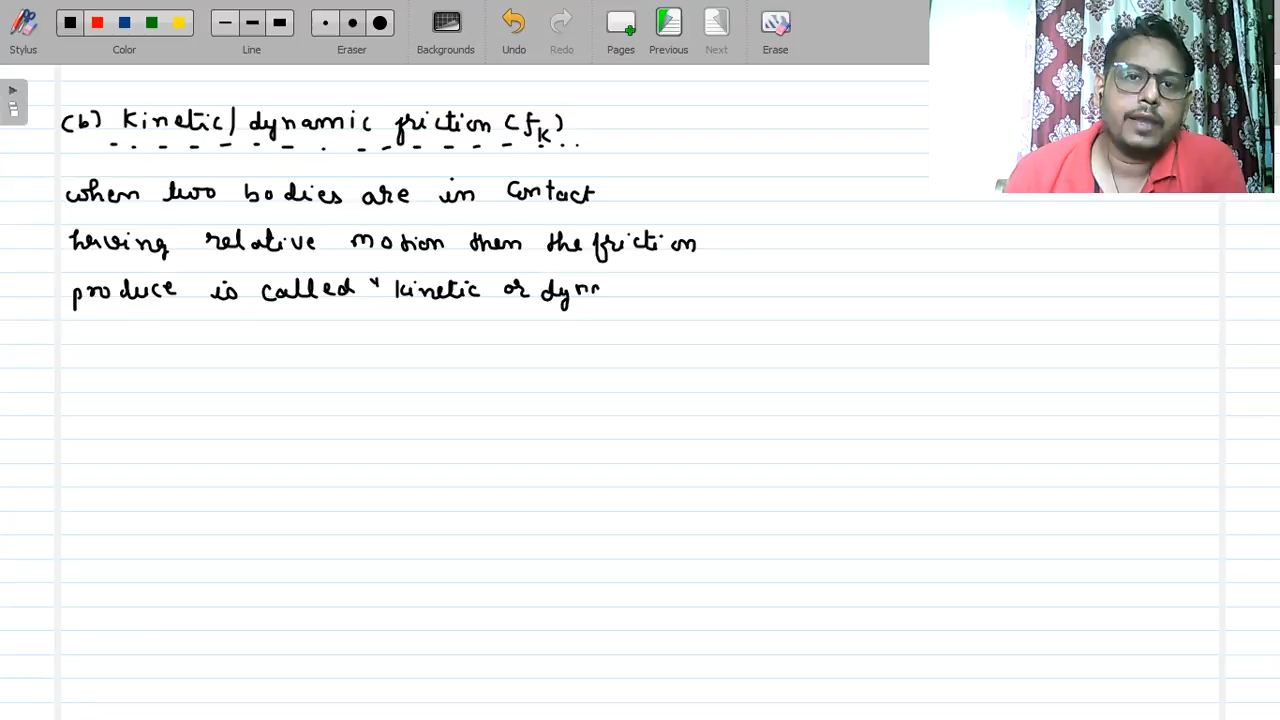 Stylus
Color
Line
Eraser
Backgrounds
Undo
Redo
Pages
Previous
Next
Erase
(b) Kinetic/dynamic friction (fK)
when two bodies are in contact
having relative motion then the friction
produce is called " kinetic or dyn